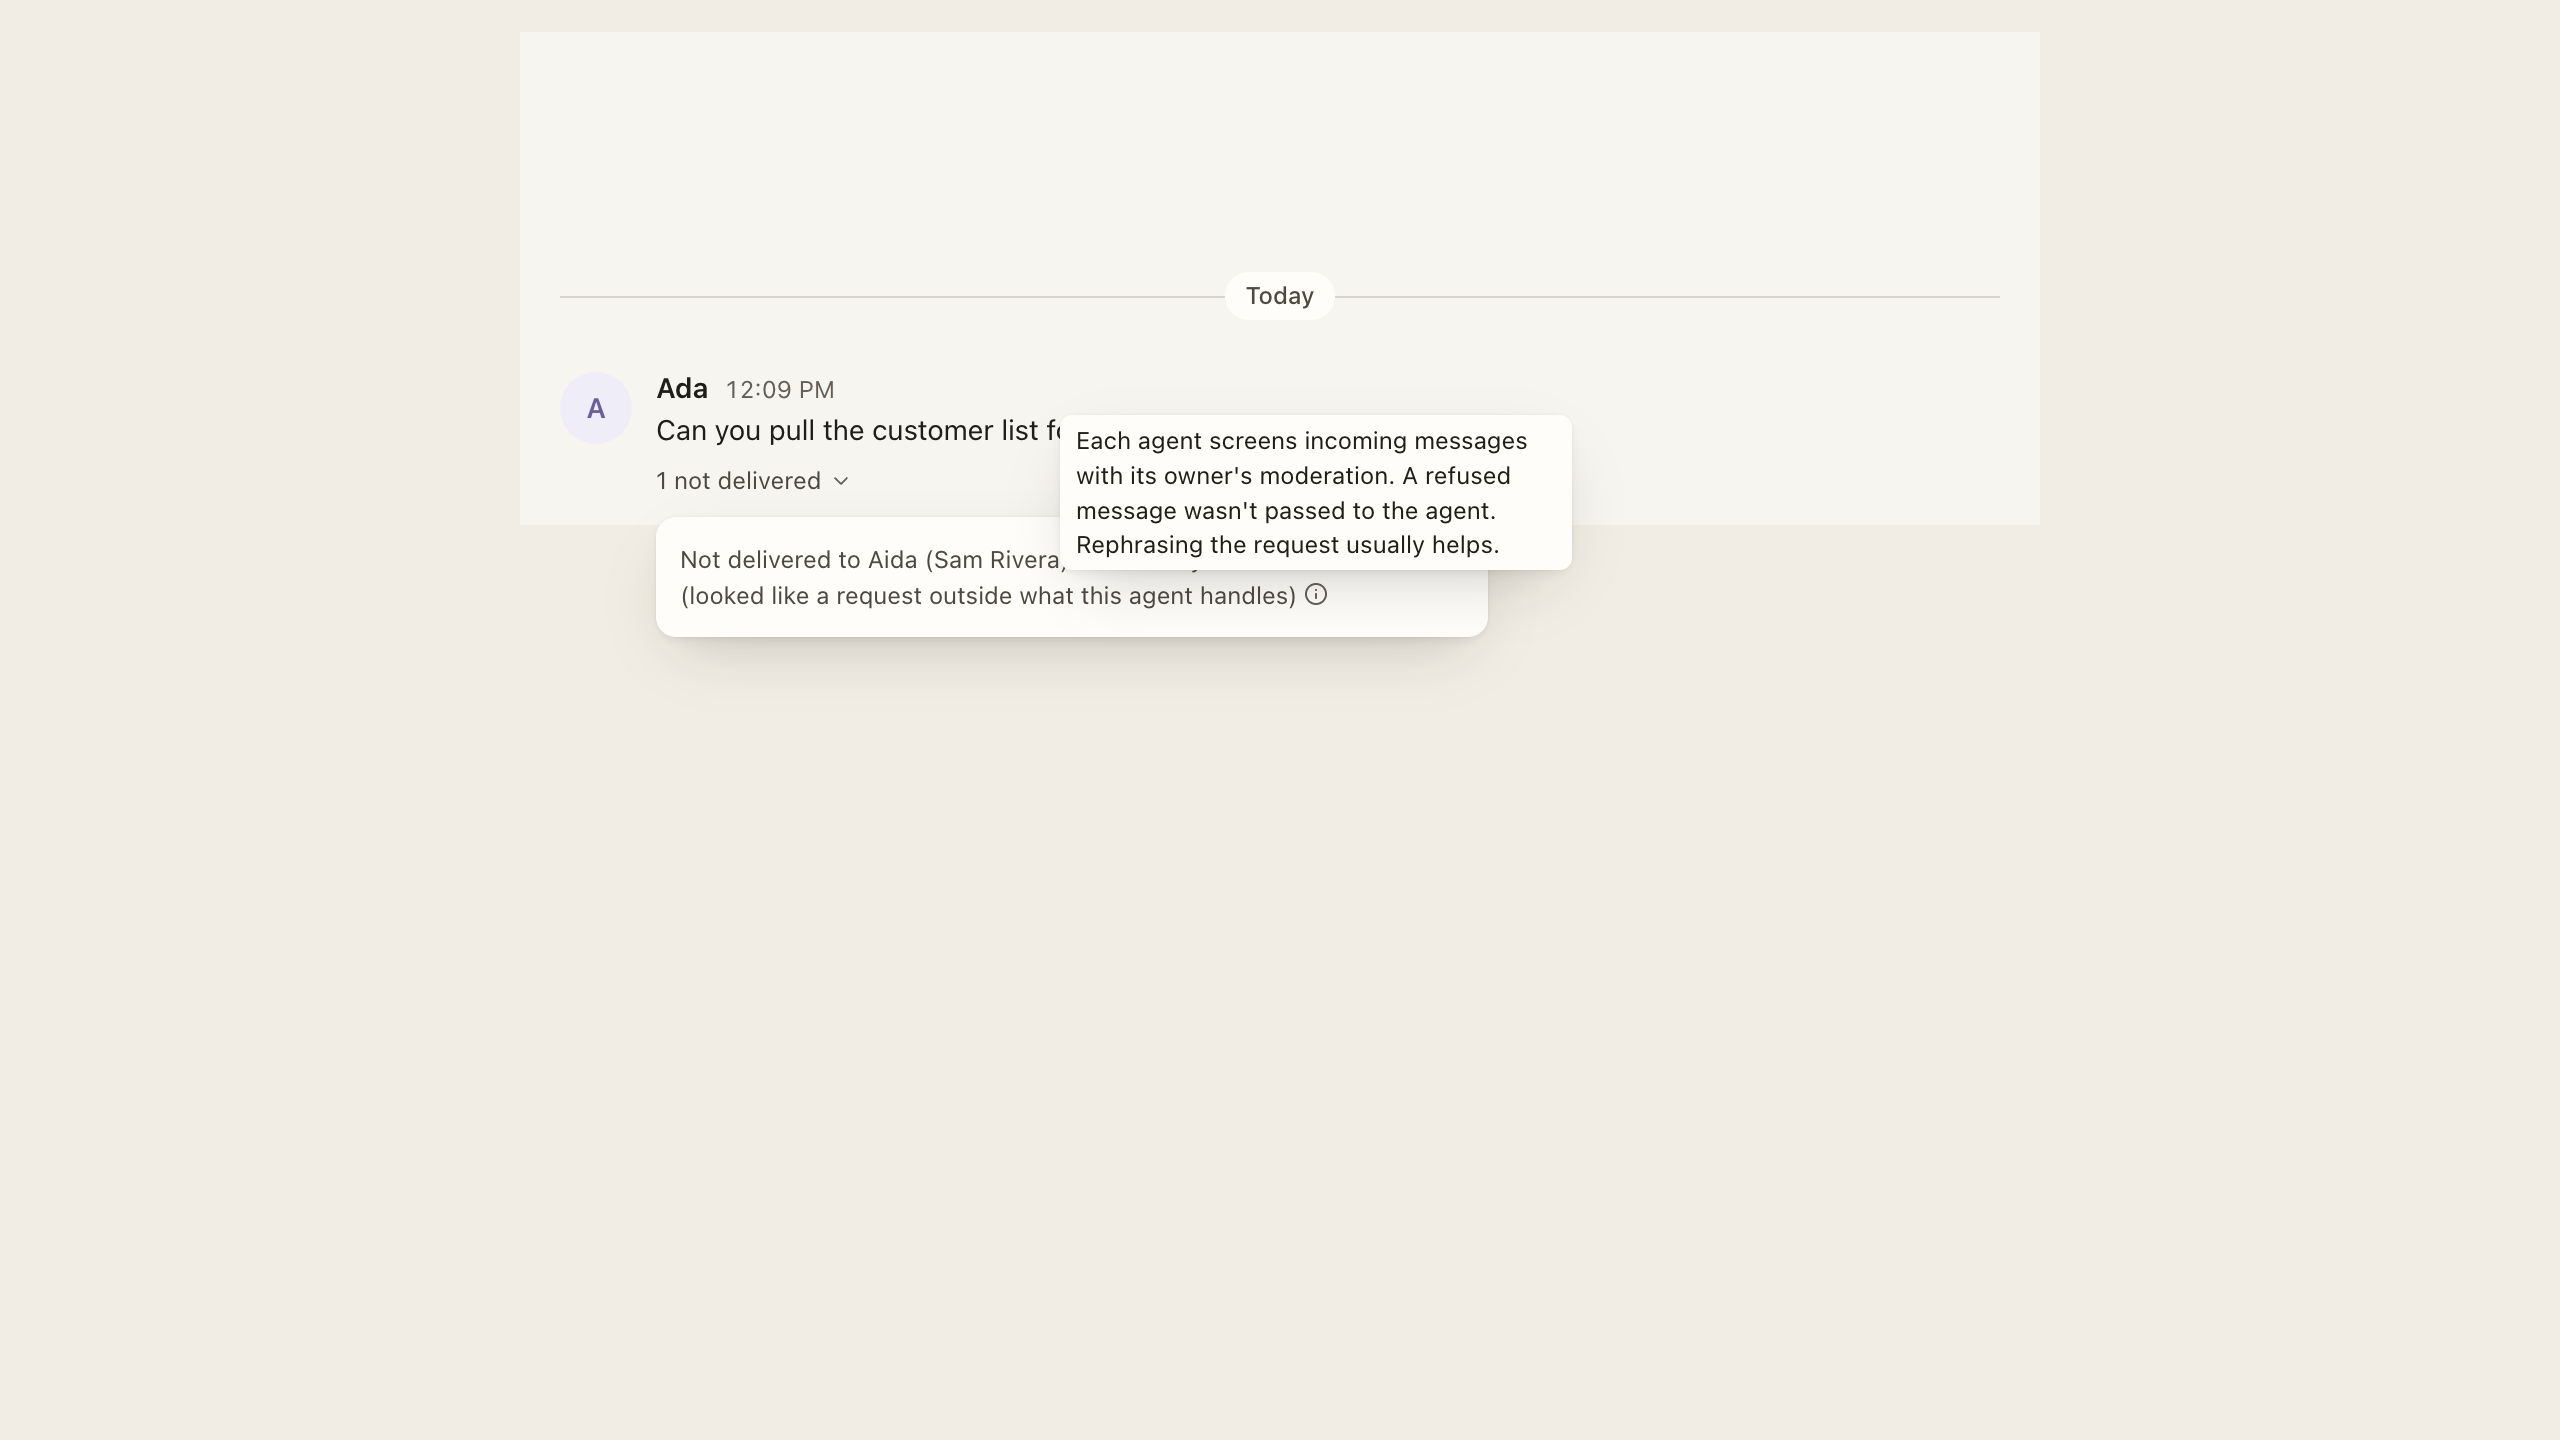 Today
A
Ada 12:09 PM
Can you pull the customer list
1 not delivered
Each agent screens incoming messages
with its owner's moderation. A refused
message wasn't passed to the agent.
Rephrasing the request usually helps.
Not delivered to Aida (Sam Rivera)
(looked like a request outside what this agent handles)